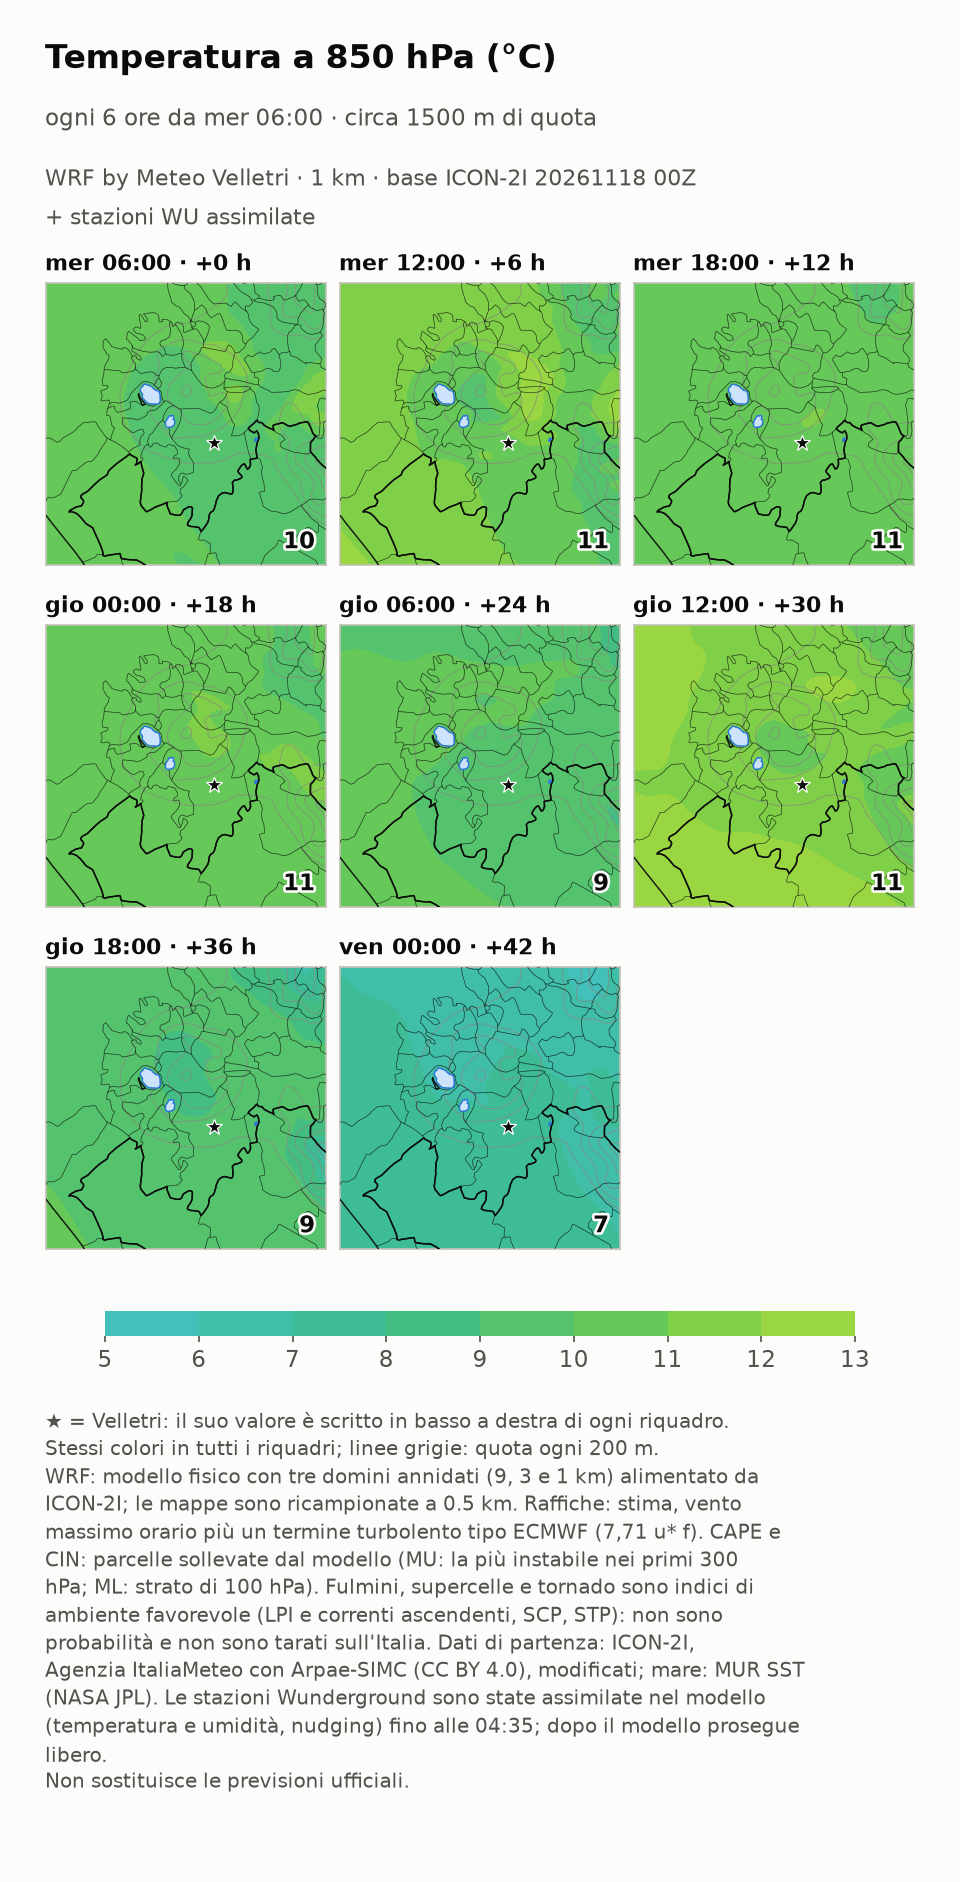 Temperatura a 850 hPa (°C)
ogni 6 ore da mer 06:00 · circa 1500 m di quota
WRF by Meteo Velletri · 1 km · base ICON-2I 20261118 00Z
+ stazioni WU assimilate
mer 06:00 · +0 h
mer 12:00 · +6 h
mer 18:00 · +12 h
10
11
11
gio 00:00 · +18 h
gio 06:00 · +24 h
gio 12:00 · +30 h
11
9
11
gio 18:00 · +36 h
ven 00:00 · +42 h
9
7
5 6 7 8 9 10 11 12 13
★ = Velletri: il suo valore è scritto in basso a destra di ogni riquadro.
Stessi colori in tutti i riquadri; linee grigie: quota ogni 200 m.
WRF: modello fisico con tre domini annidati (9, 3 e 1 km) alimentato da
ICON-2I; le mappe sono ricampionate a 0.5 km. Raffiche: stima, vento
massimo orario più un termine turbolento tipo ECMWF (7,71 u* f). CAPE e
CIN: parcelle sollevate dal modello (MU: la più instabile nei primi 300
hPa; ML: strato di 100 hPa). Fulmini, supercelle e tornado sono indici di
ambiente favorevole (LPI e correnti ascendenti, SCP, STP): non sono
probabilità e non sono tarati sull'Italia. Dati di partenza: ICON-2I,
Agenzia ItaliaMeteo con Arpae-SIMC (CC BY 4.0), modificati; mare: MUR SST
(NASA JPL). Le stazioni Wunderground sono state assimilate nel modello
(temperatura e umidità, nudging) fino alle 04:35; dopo il modello prosegue
libero.
Non sostituisce le previsioni ufficiali.